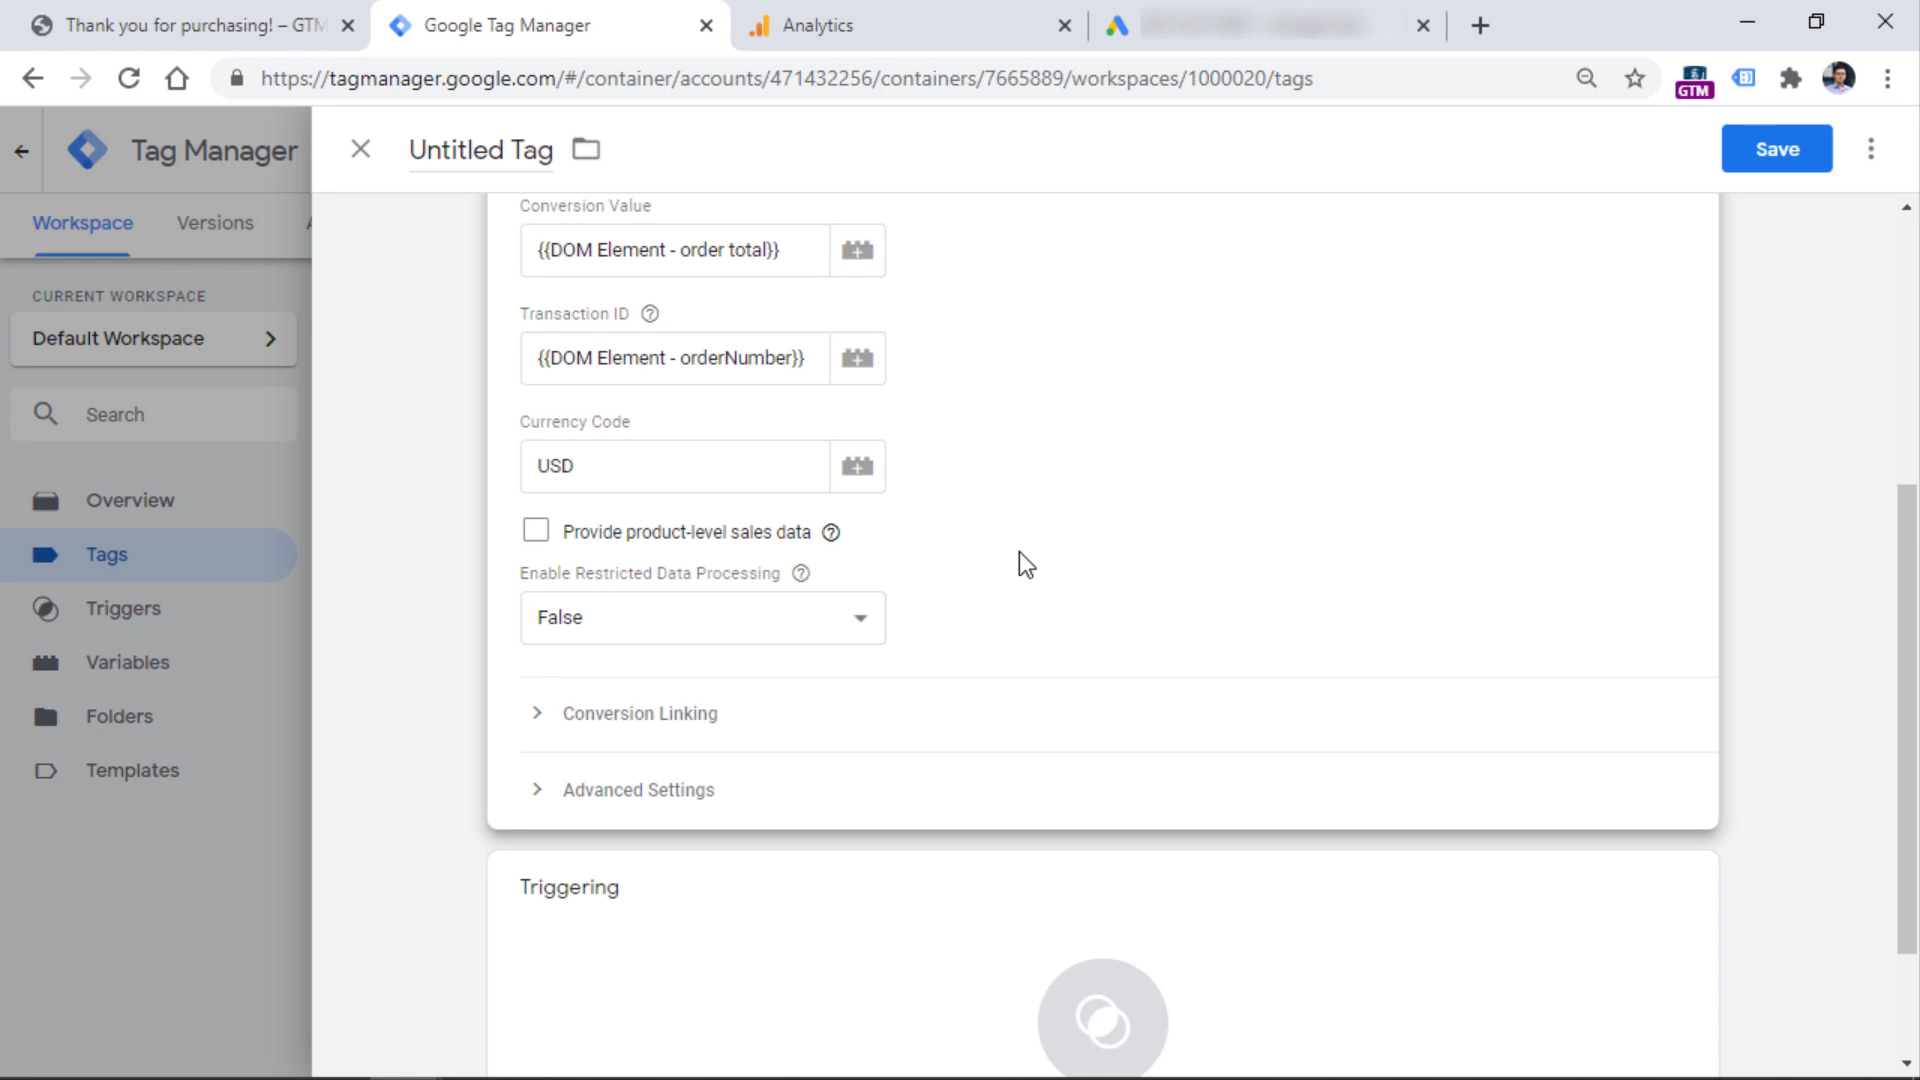 Thank you for purchasing! – GTM
Google Tag Manager
Analytics
https://tagmanager.google.com/#/container/accounts/471432256/containers/7665889/workspaces/1000020/tags
GTM
Tag Manager
Untitled Tag
Save
Workspace
Versions
CURRENT WORKSPACE
Default Workspace
Search
Overview
Tags
Triggers
Variables
Folders
Templates
Conversion Value
{{DOM Element - order total}}
Transaction ID
{{DOM Element - orderNumber}}
Currency Code
USD
Provide product-level sales data
Enable Restricted Data Processing
False
Conversion Linking
Advanced Settings
Triggering